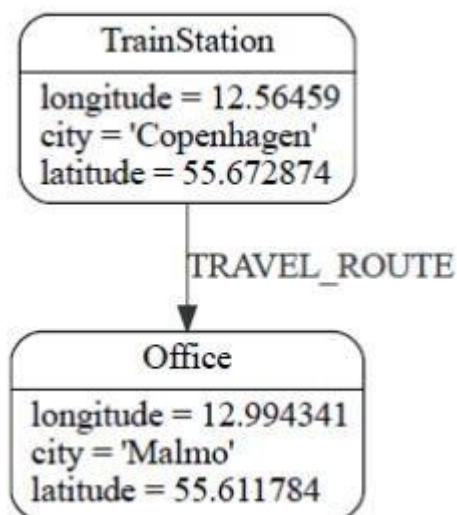 TrainStation
longitude = 12.56459
city = 'Copenhagen'
latitude = 55.672874
TRAVEL_ROUTE
Office
longitude = 12.994341
city = 'Malmo'
latitude = 55.611784